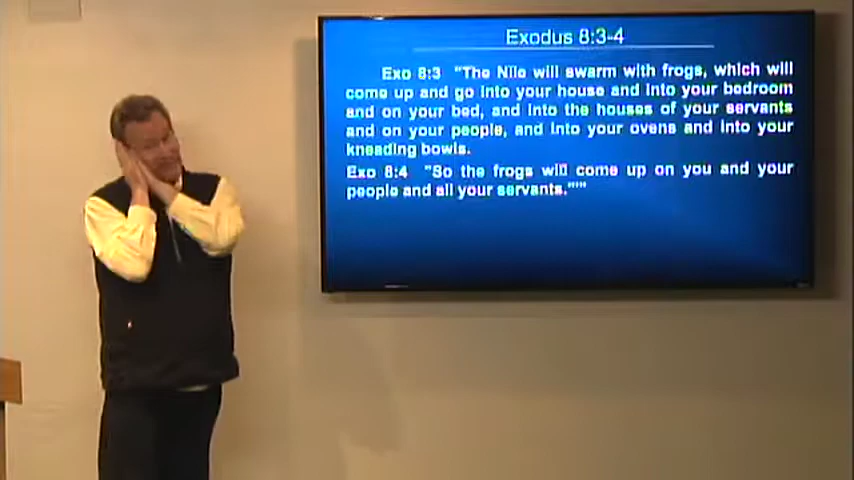 Exodus 8:3-4
Exo 8:3 "The Nile will swarm with frogs, which will
come up and go into your house and into your bedroom
and on your bed, and into the houses of your servants
and on your people, and into your ovens and into your
kneading bowls.
Exo 8:4 "So the frogs will come up on you and your
people and all your servants."'"